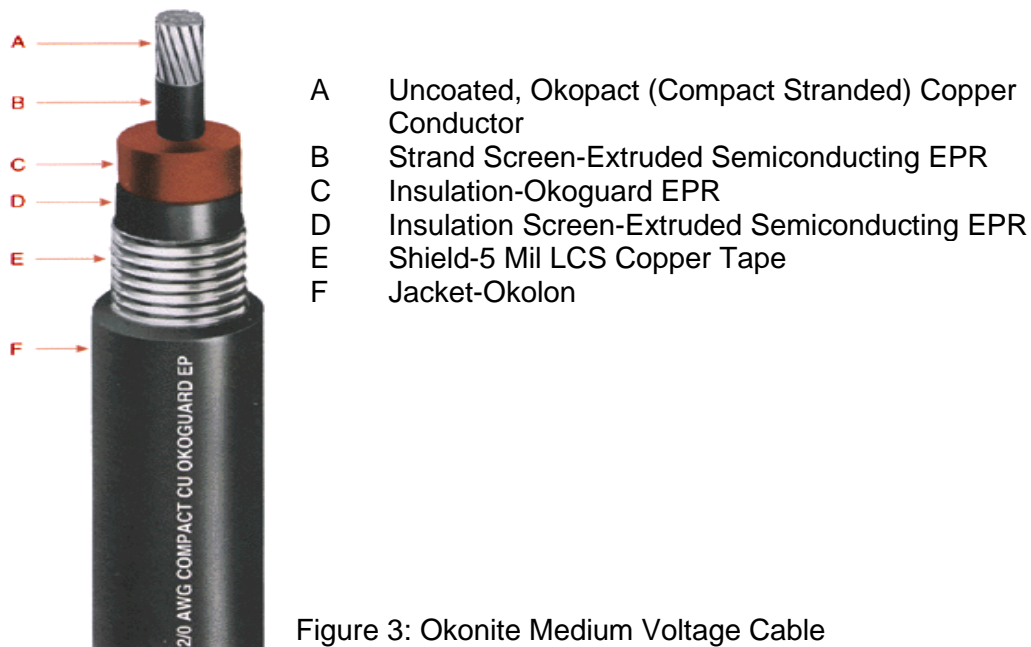 A
B
C
D
E
F
A Uncoated, Okopact (Compact Stranded) Copper
Conductor
B Strand Screen-Extruded Semiconducting EPR
C Insulation-Okoguard EPR
D Insulation Screen-Extruded Semiconducting EPR
E Shield-5 Mil LCS Copper Tape
F Jacket-Okolon
2/0 AWG COMPACT CU OKOGUARD EP
Figure 3: Okonite Medium Voltage Cable